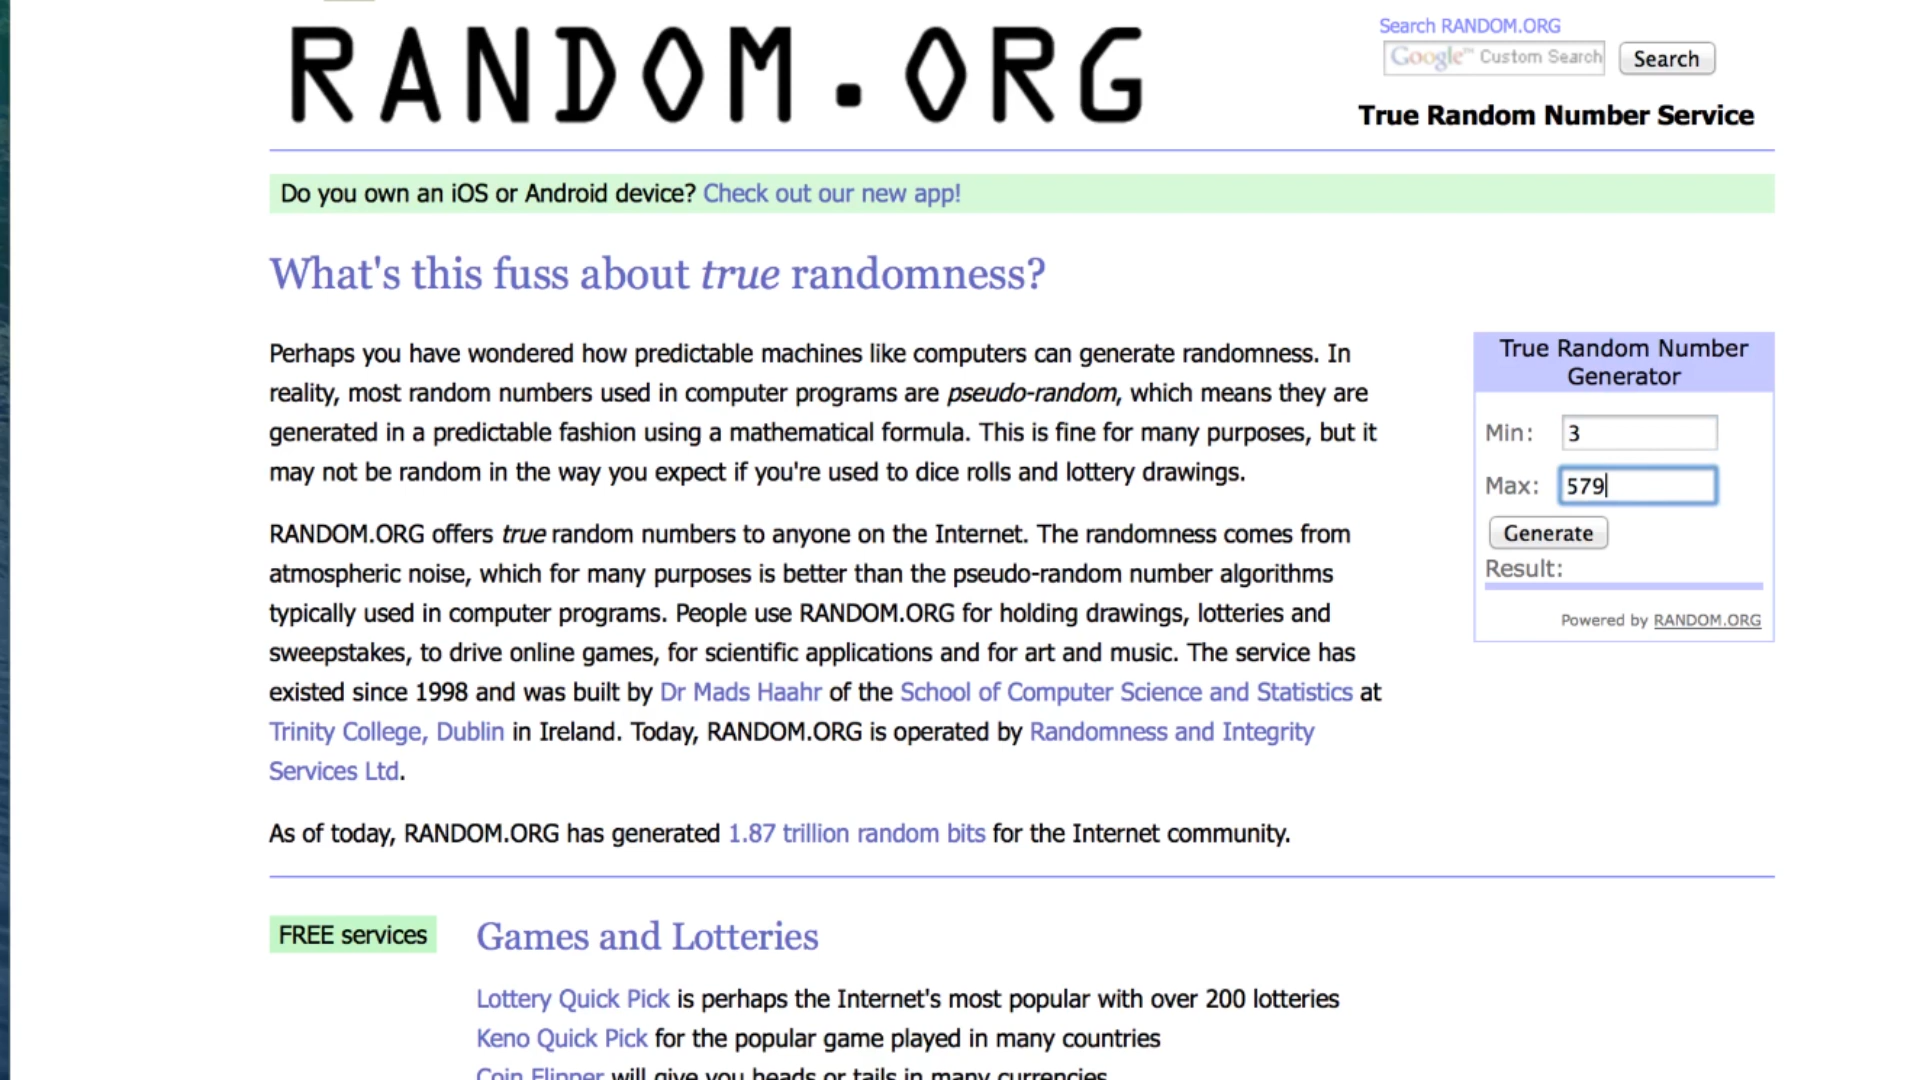 RANDOM.ORG
Search RANDOM.ORG
Google™ Custom Search
Search
True Random Number Service
Do you own an iOS or Android device? Check out our new app!
What's this fuss about true randomness?
Perhaps you have wondered how predictable machines like computers can generate randomness. In
reality, most random numbers used in computer programs are pseudo-random, which means they are
generated in a predictable fashion using a mathematical formula. This is fine for many purposes, but it
may not be random in the way you expect if you're used to dice rolls and lottery drawings.
RANDOM.ORG offers true random numbers to anyone on the Internet. The randomness comes from
atmospheric noise, which for many purposes is better than the pseudo-random number algorithms
typically used in computer programs. People use RANDOM.ORG for holding drawings, lotteries and
sweepstakes, to drive online games, for scientific applications and for art and music. The service has
existed since 1998 and was built by Dr Mads Haahr of the School of Computer Science and Statistics at
Trinity College, Dublin in Ireland. Today, RANDOM.ORG is operated by Randomness and Integrity
Services Ltd.
As of today, RANDOM.ORG has generated 1.87 trillion random bits for the Internet community.
True Random Number
Generator
Min: 3
Max: 579
Generate
Result:
Powered by RANDOM.ORG
FREE services
Games and Lotteries
Lottery Quick Pick is perhaps the Internet's most popular with over 200 lotteries
Keno Quick Pick for the popular game played in many countries
Coin Flipper will give you heads or tails in many currencies